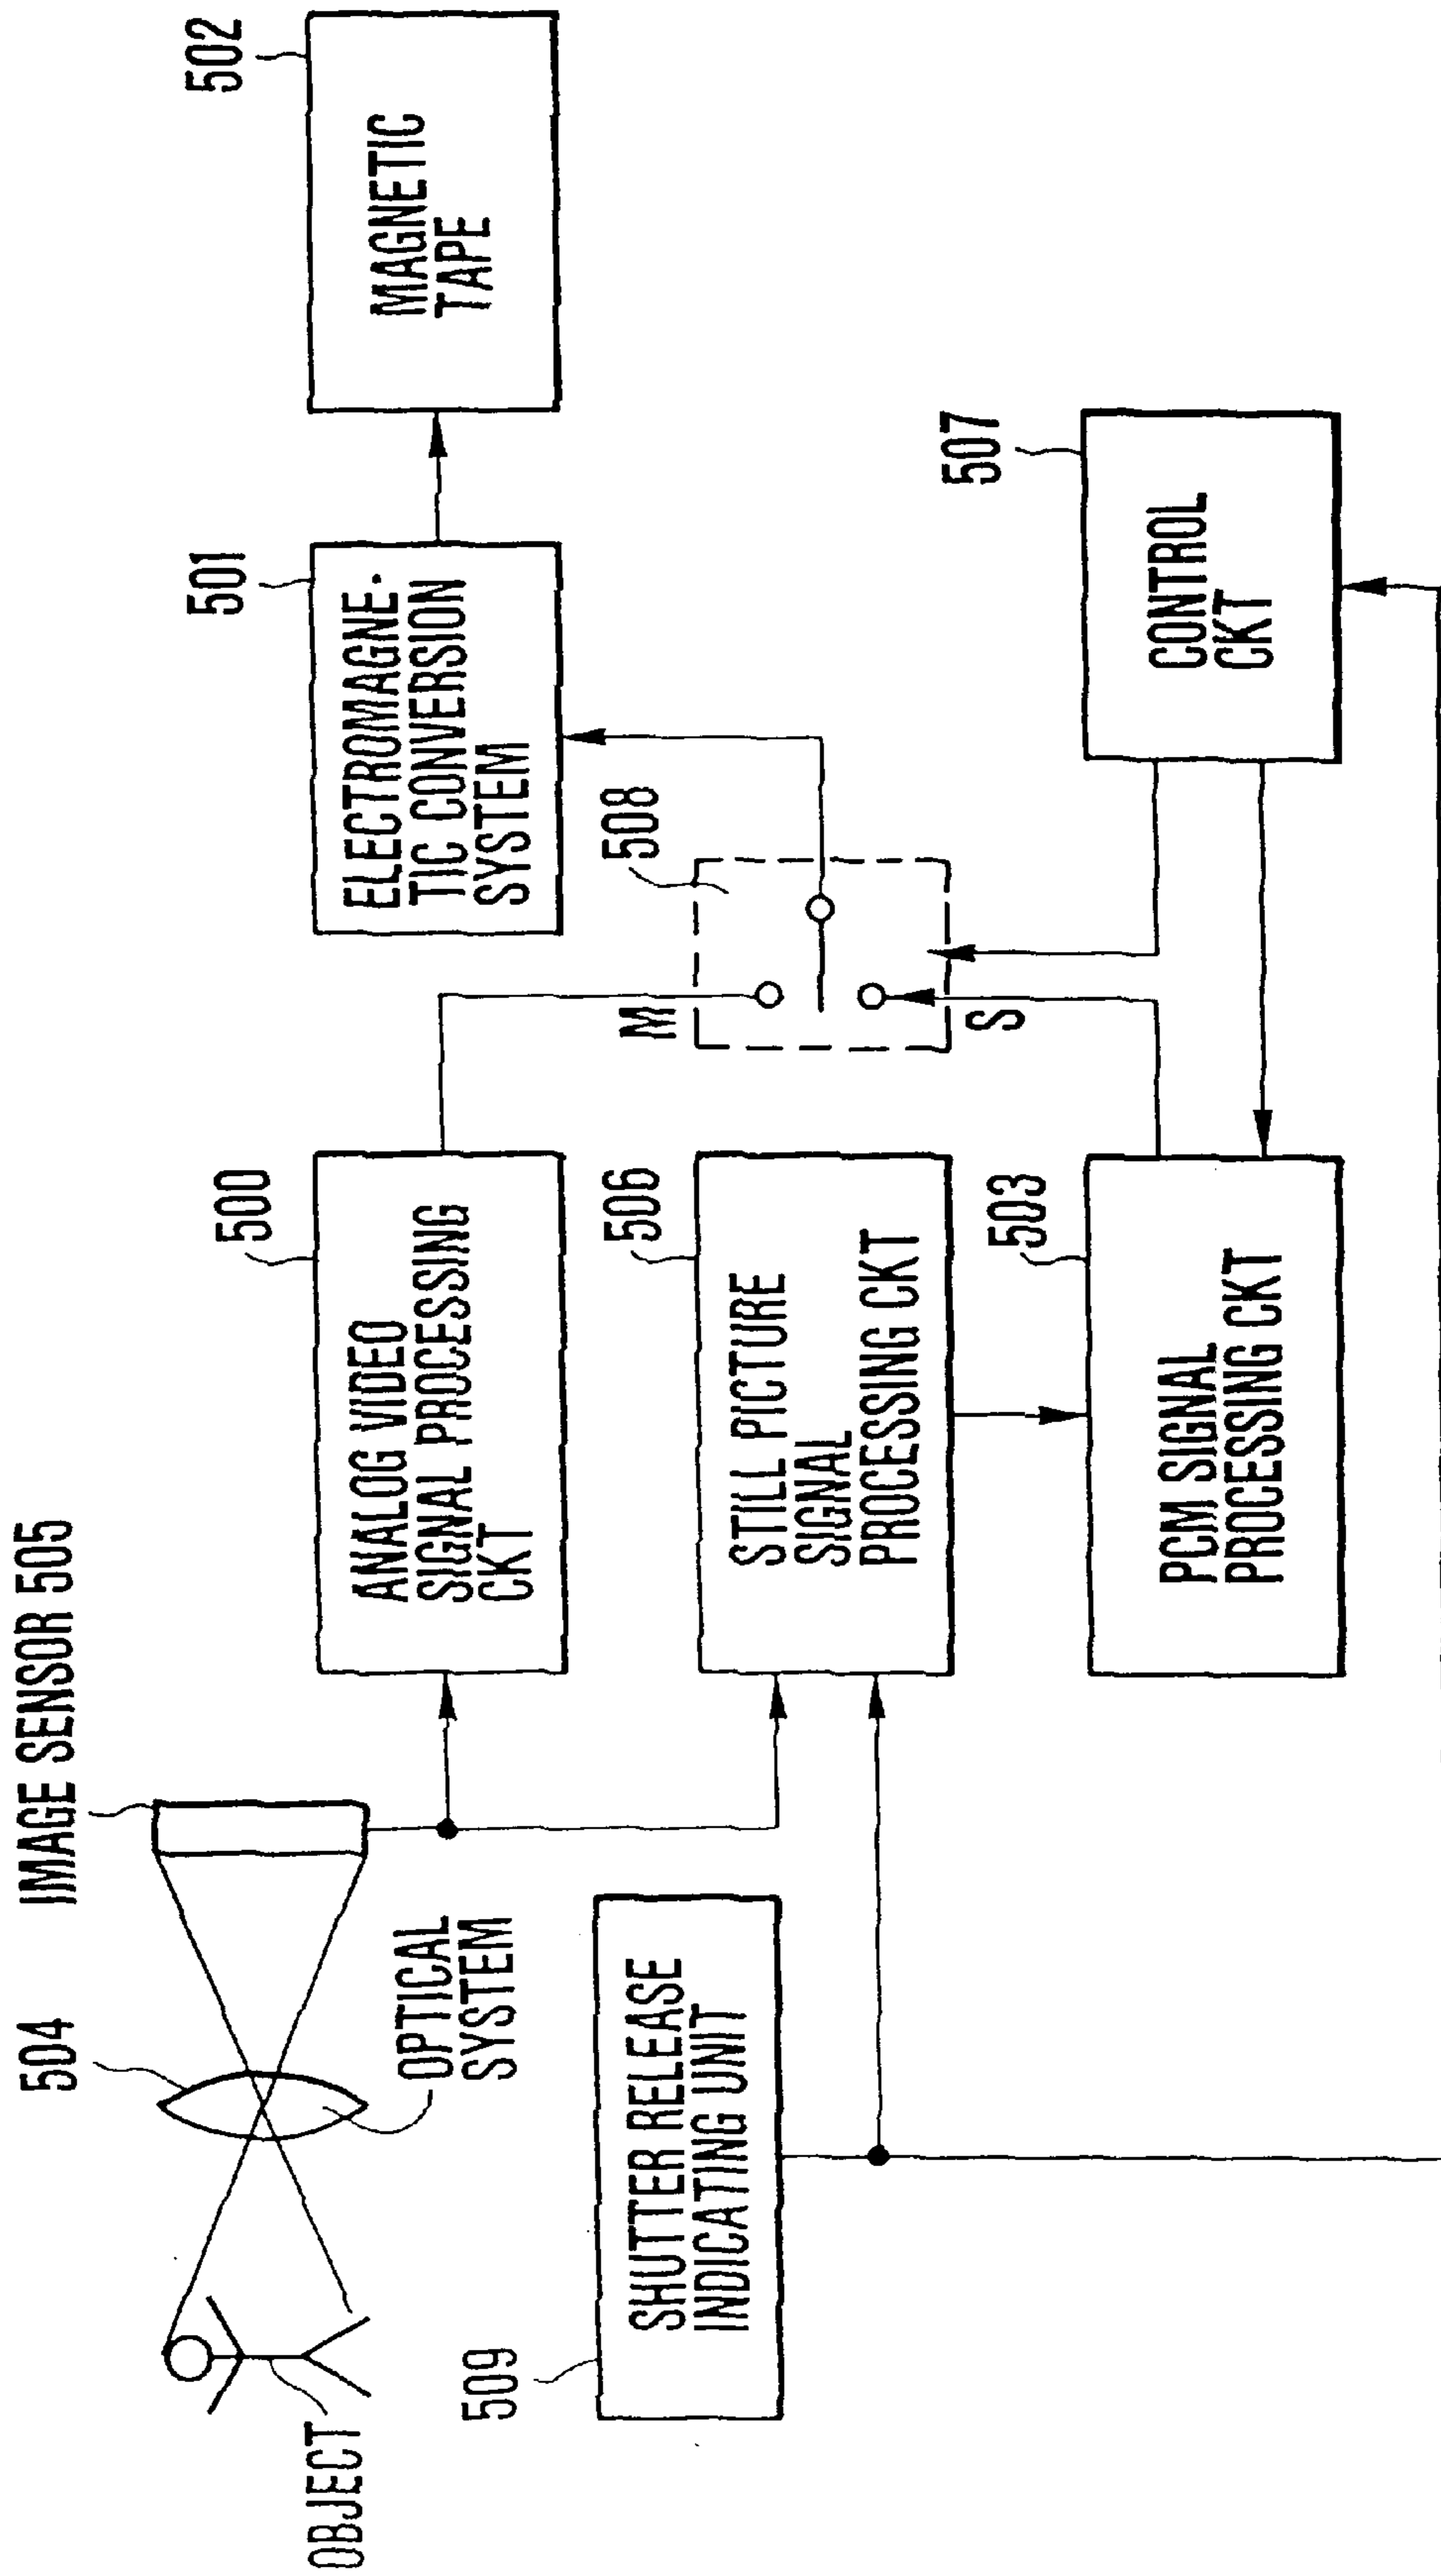 IMAGE SENSOR 505
504
OPTICAL
SYSTEM
OBJECT
500
ANALOG VIDEO
SIGNAL PROCESSING
CKT
501
ELECTROMAGNE-
TIC CONVERSION
SYSTEM
502
MAGNETIC
TAPE
509
SHUTTER RELEASE
INDICATING UNIT
506
STILL PICTURE
SIGNAL
PROCESSING CKT
M
508
S
503
PCM SIGNAL
PROCESSING CKT
507
CONTROL
CKT